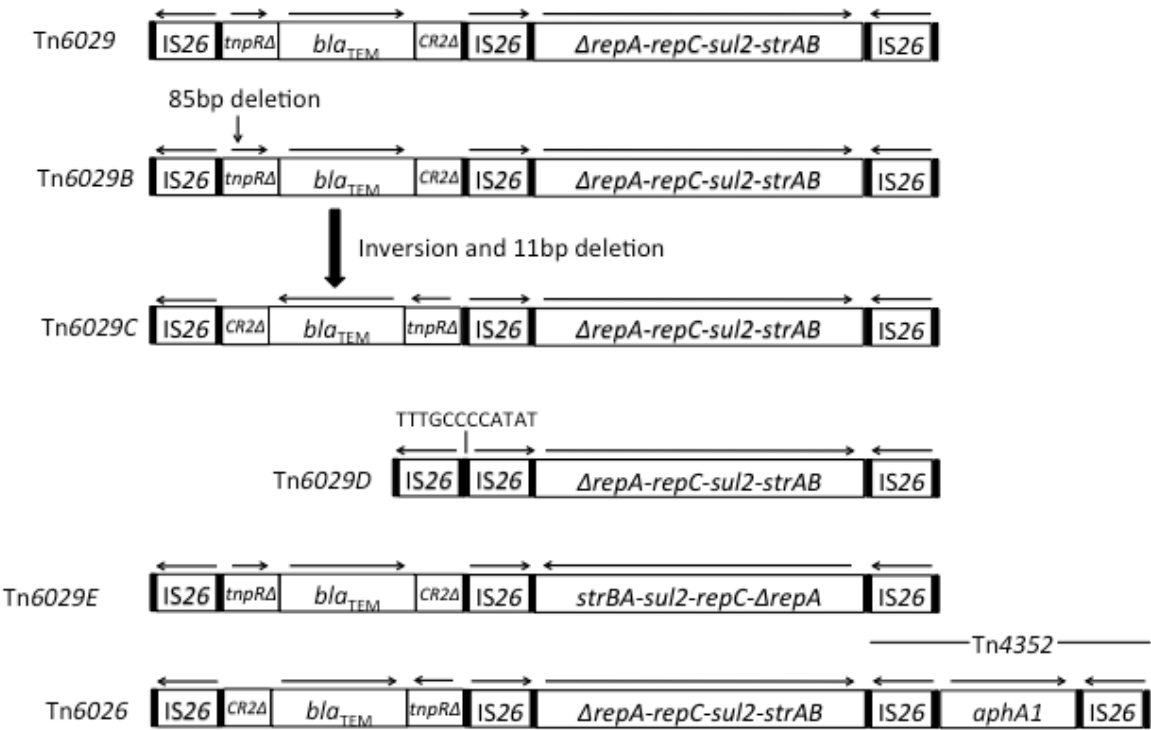 Tn6029 IS26 tnpRΔ blaTEM CR2Δ IS26 ΔrepA-repC-sul2-strAB IS26
85bp deletion
Tn6029B IS26 tnpRΔ blaTEM CR2Δ IS26 ΔrepA-repC-sul2-strAB IS26
Inversion and 11bp deletion
Tn6029C IS26 CR2Δ blaTEM tnpRΔ IS26 ΔrepA-repC-sul2-strAB IS26
TTTGCCCCATAT
Tn6029D IS26 IS26 ΔrepA-repC-sul2-strAB IS26
Tn6029E IS26 tnpRΔ blaTEM CR2Δ IS26 strBA-sul2-repC-ΔrepA IS26
Tn4352
Tn6026 IS26 CR2Δ blaTEM tnpRΔ IS26 ΔrepA-repC-sul2-strAB IS26 aphA1 IS26